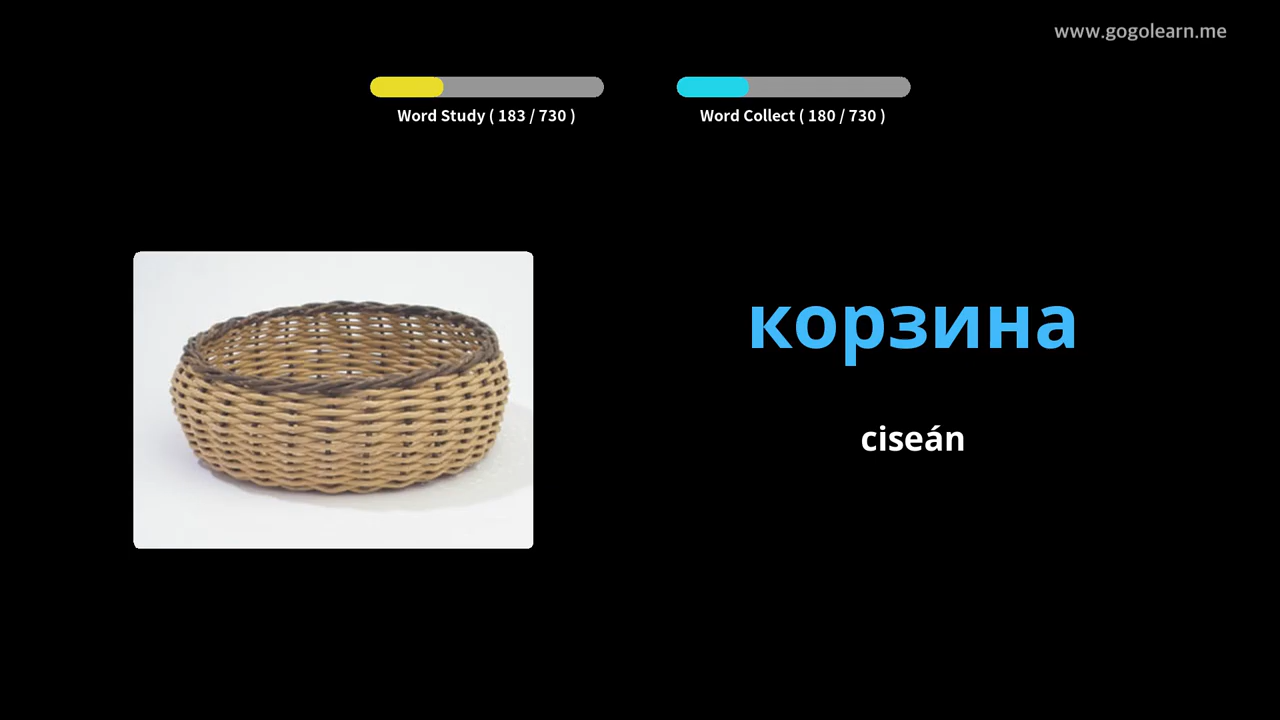 www.gogolearn.me
Word Study ( 183 / 730 )
Word Collect ( 180 / 730 )
корзина
ciseán